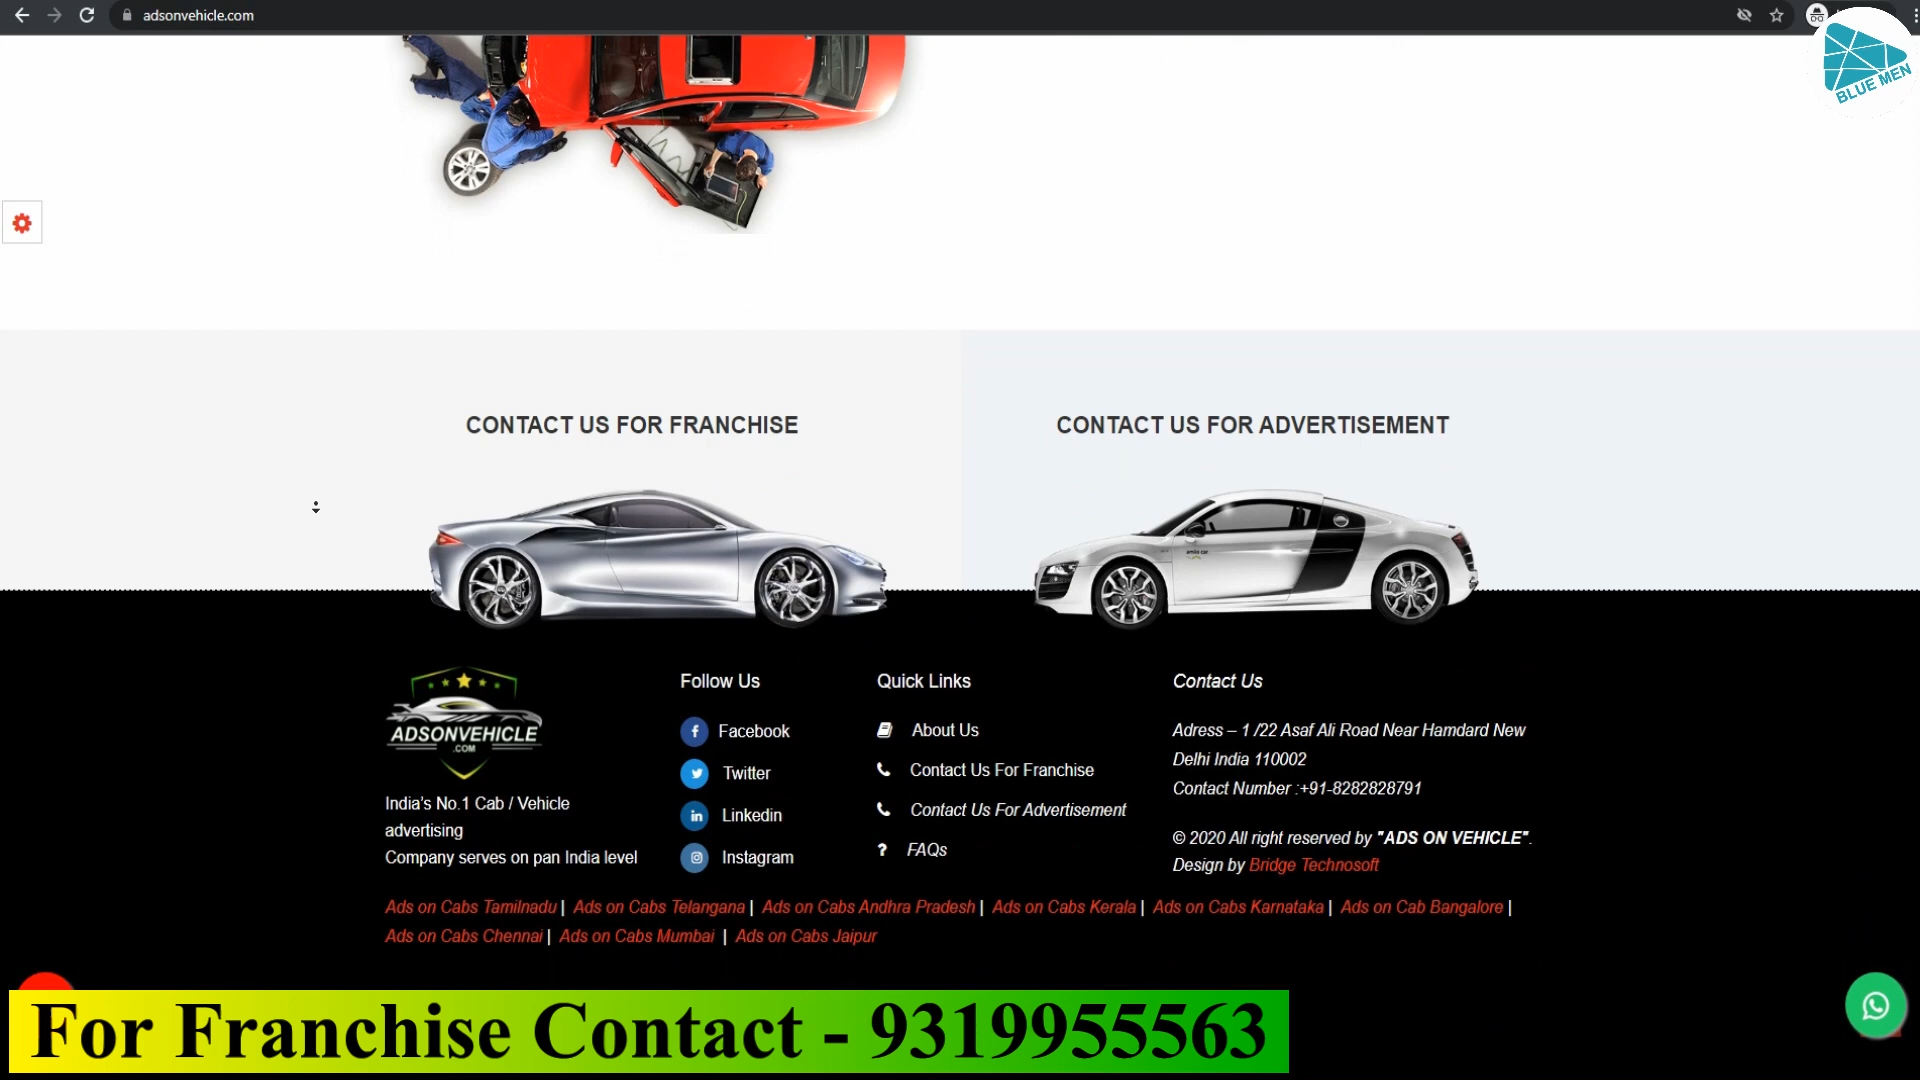 adsonvehicle.com
BLUE MEN
CONTACT US FOR FRANCHISE
CONTACT US FOR ADVERTISEMENT
ADSONVEHICLE
.COM
India's No.1 Cab / Vehicle
advertising
Company serves on pan India level
Follow Us
Facebook
Twitter
Linkedin
Instagram
Quick Links
About Us
Contact Us For Franchise
Contact Us For Advertisement
FAQs
Contact Us
Adress – 1 /22 Asaf Ali Road Near Hamdard New
Delhi India 110002
Contact Number :+91-8282828791
© 2020 All right reserved by "ADS ON VEHICLE".
Design by Bridge Technosoft
Ads on Cabs Tamilnadu | Ads on Cabs Telangana | Ads on Cabs Andhra Pradesh | Ads on Cabs Kerala | Ads on Cabs Karnataka | Ads on Cab Bangalore |
Ads on Cabs Chennai | Ads on Cabs Mumbai | Ads on Cabs Jaipur
For Franchise Contact - 9319955563